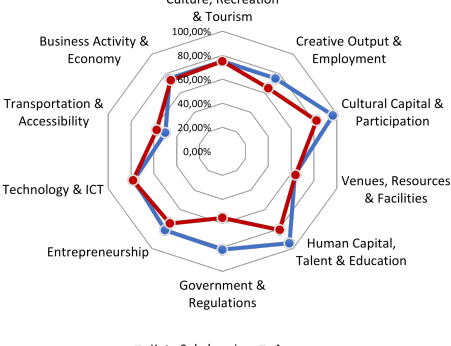 Culture, Recreation
& Tourism
100,00%
80,00%
60,00%
40,00%
20,00%
0,00%
Creative Output &
Employment
Cultural Capital &
Participation
Venues, Resources
& Facilities
Human Capital,
Talent & Education
Government &
Regulations
Entrepreneurship
Technology & ICT
Transportation &
Accessibility
Business Activity &
Economy